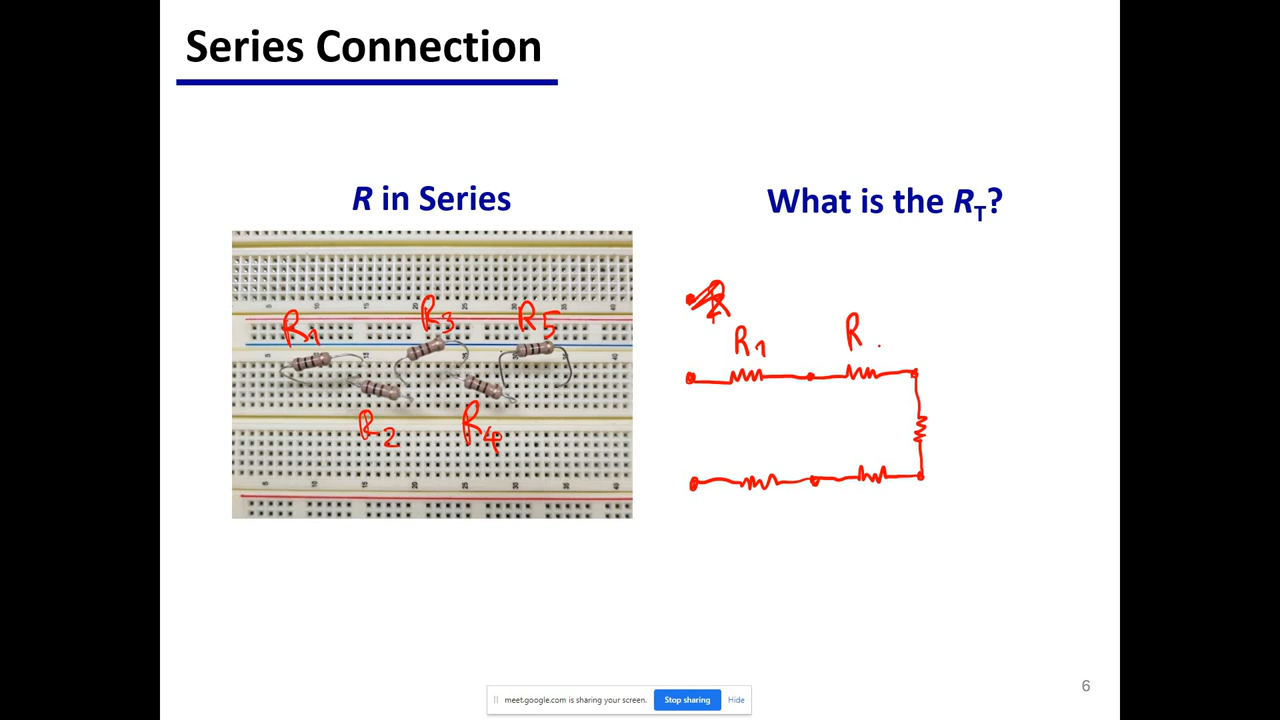 Series Connection
R in Series
What is the RT?
R1
R2
R3
R4
R5
R1
R
meet.google.com is sharing your screen.
Stop sharing
Hide
6